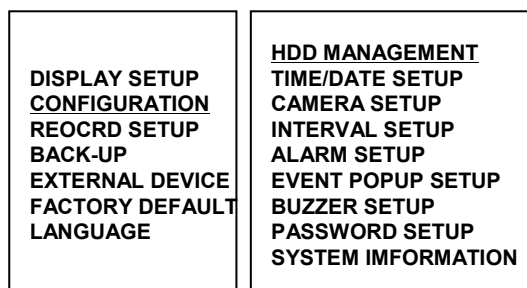 DISPLAY SETUP
CONFIGURATION
REOCRD SETUP
BACK-UP
EXTERNAL DEVICE
FACTORY DEFAULT
LANGUAGE
HDD MANAGEMENT
TIME/DATE SETUP
CAMERA SETUP
INTERVAL SETUP
ALARM SETUP
EVENT POPUP SETUP
BUZZER SETUP
PASSWORD SETUP
SYSTEM IMFORMATION